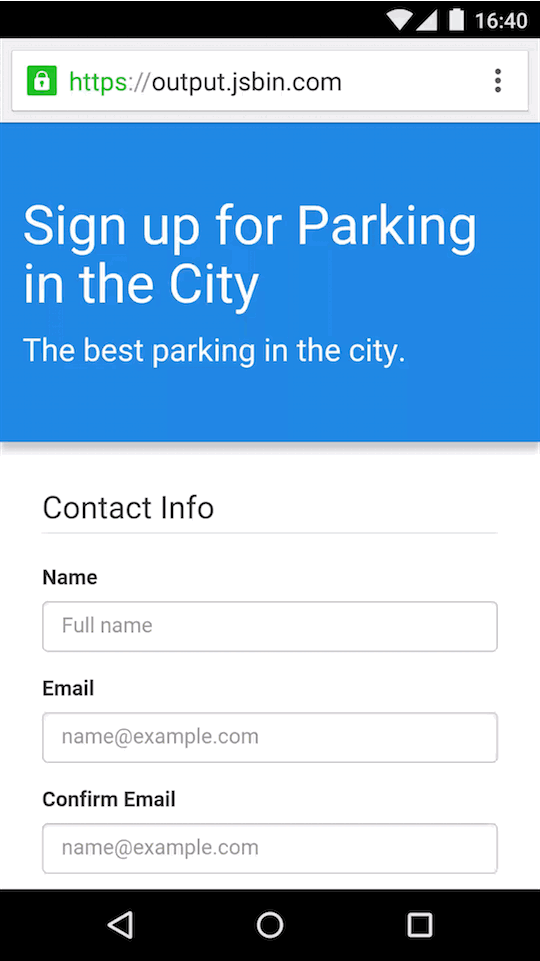 16:40
https://output.jsbin.com
Sign up for Parking
in the City
The best parking in the city.
Contact Info
Name
Full name
Email
name@example.com
Confirm Email
name@example.com